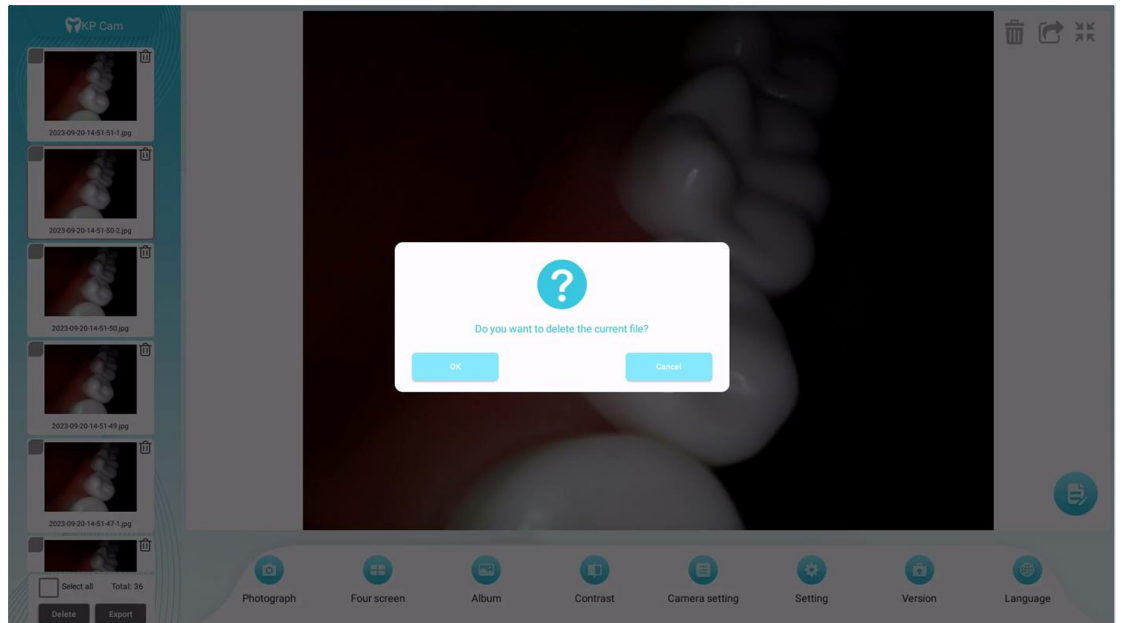 KP Cam
2023-09-20-14-51-51-1.jpg
2023-09-20-14-51-50-2.jpg
2023-09-20-14-51-50.jpg
2023-09-20-14-51-49.jpg
2023-09-20-14-51-47-1.jpg
Select all Total: 36
Delete Export
Do you want to delete the current file?
OK Cancel
Photograph Four screen Album Contrast Camera setting Setting Version Language